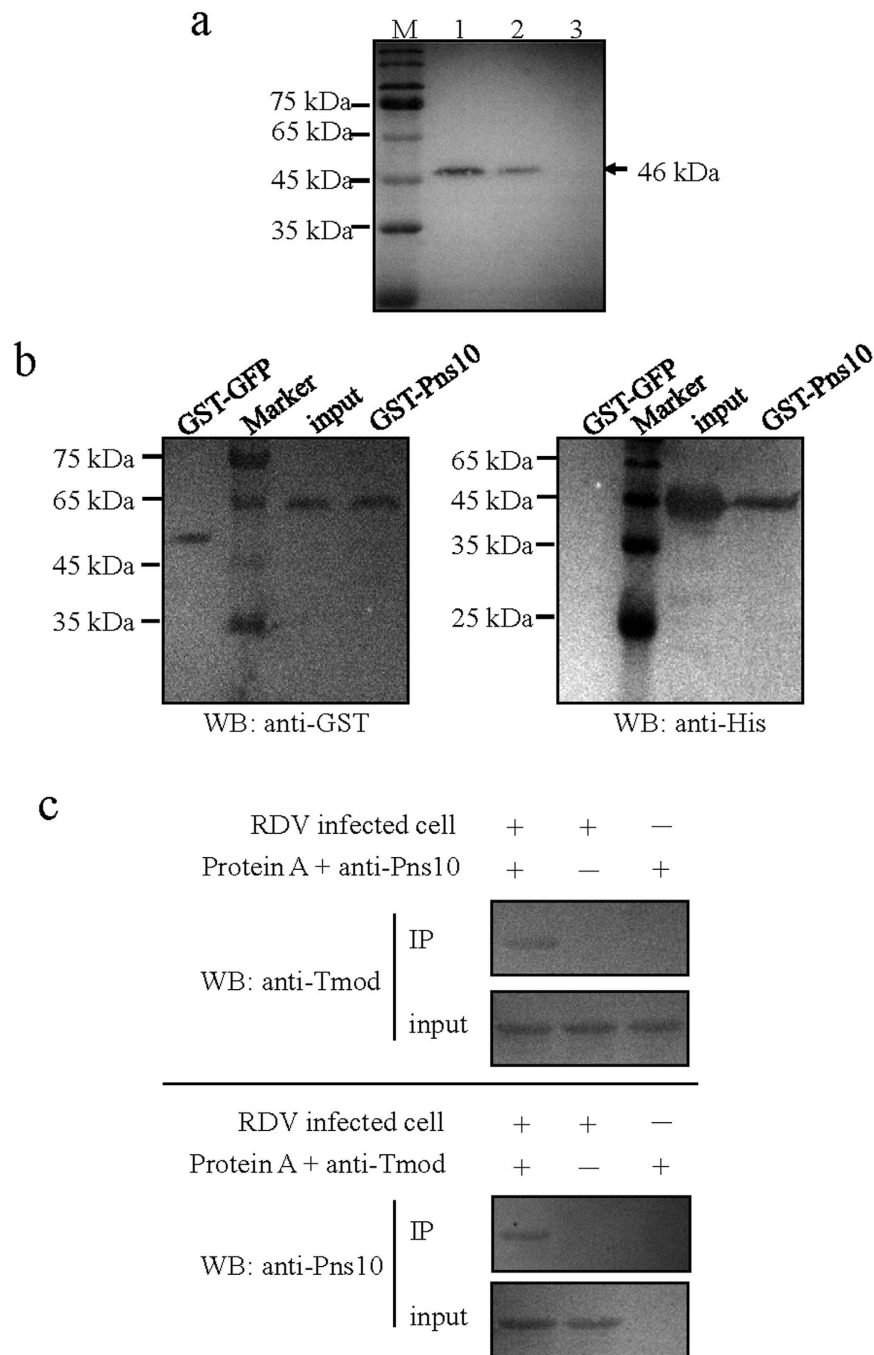 a
M 1 2 3
75 kDa
65 kDa
45 kDa
46 kDa
35 kDa
b
GST-GFP Marker input GST-Pns10
75 kDa
65 kDa
45 kDa
35 kDa
WB: anti-GST
GST-GFP Marker input GST-Pns10
65 kDa
45 kDa
35 kDa
25 kDa
WB: anti-His
c
RDV infected cell + + —
Protein A + anti-Pns10 + — +
IP
WB: anti-Tmod
input
RDV infected cell + + —
Protein A + anti-Tmod + — +
IP
WB: anti-Pns10
input